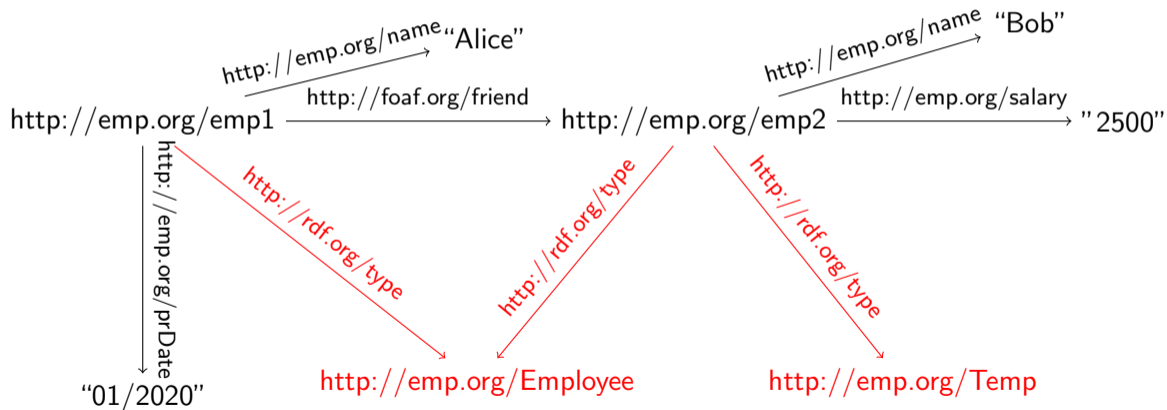 http://emp.org/name
“Alice”
http://emp.org/name
“Bob”
http://foaf.org/friend
http://emp.org/salary
http://emp.org/emp1
http://emp.org/emp2
”2500”
http://emp.org/prDate
http://rdf.org/type
http://rdf.org/type
http://rdf.org/type
“01/2020”
http://emp.org/Employee
http://emp.org/Temp